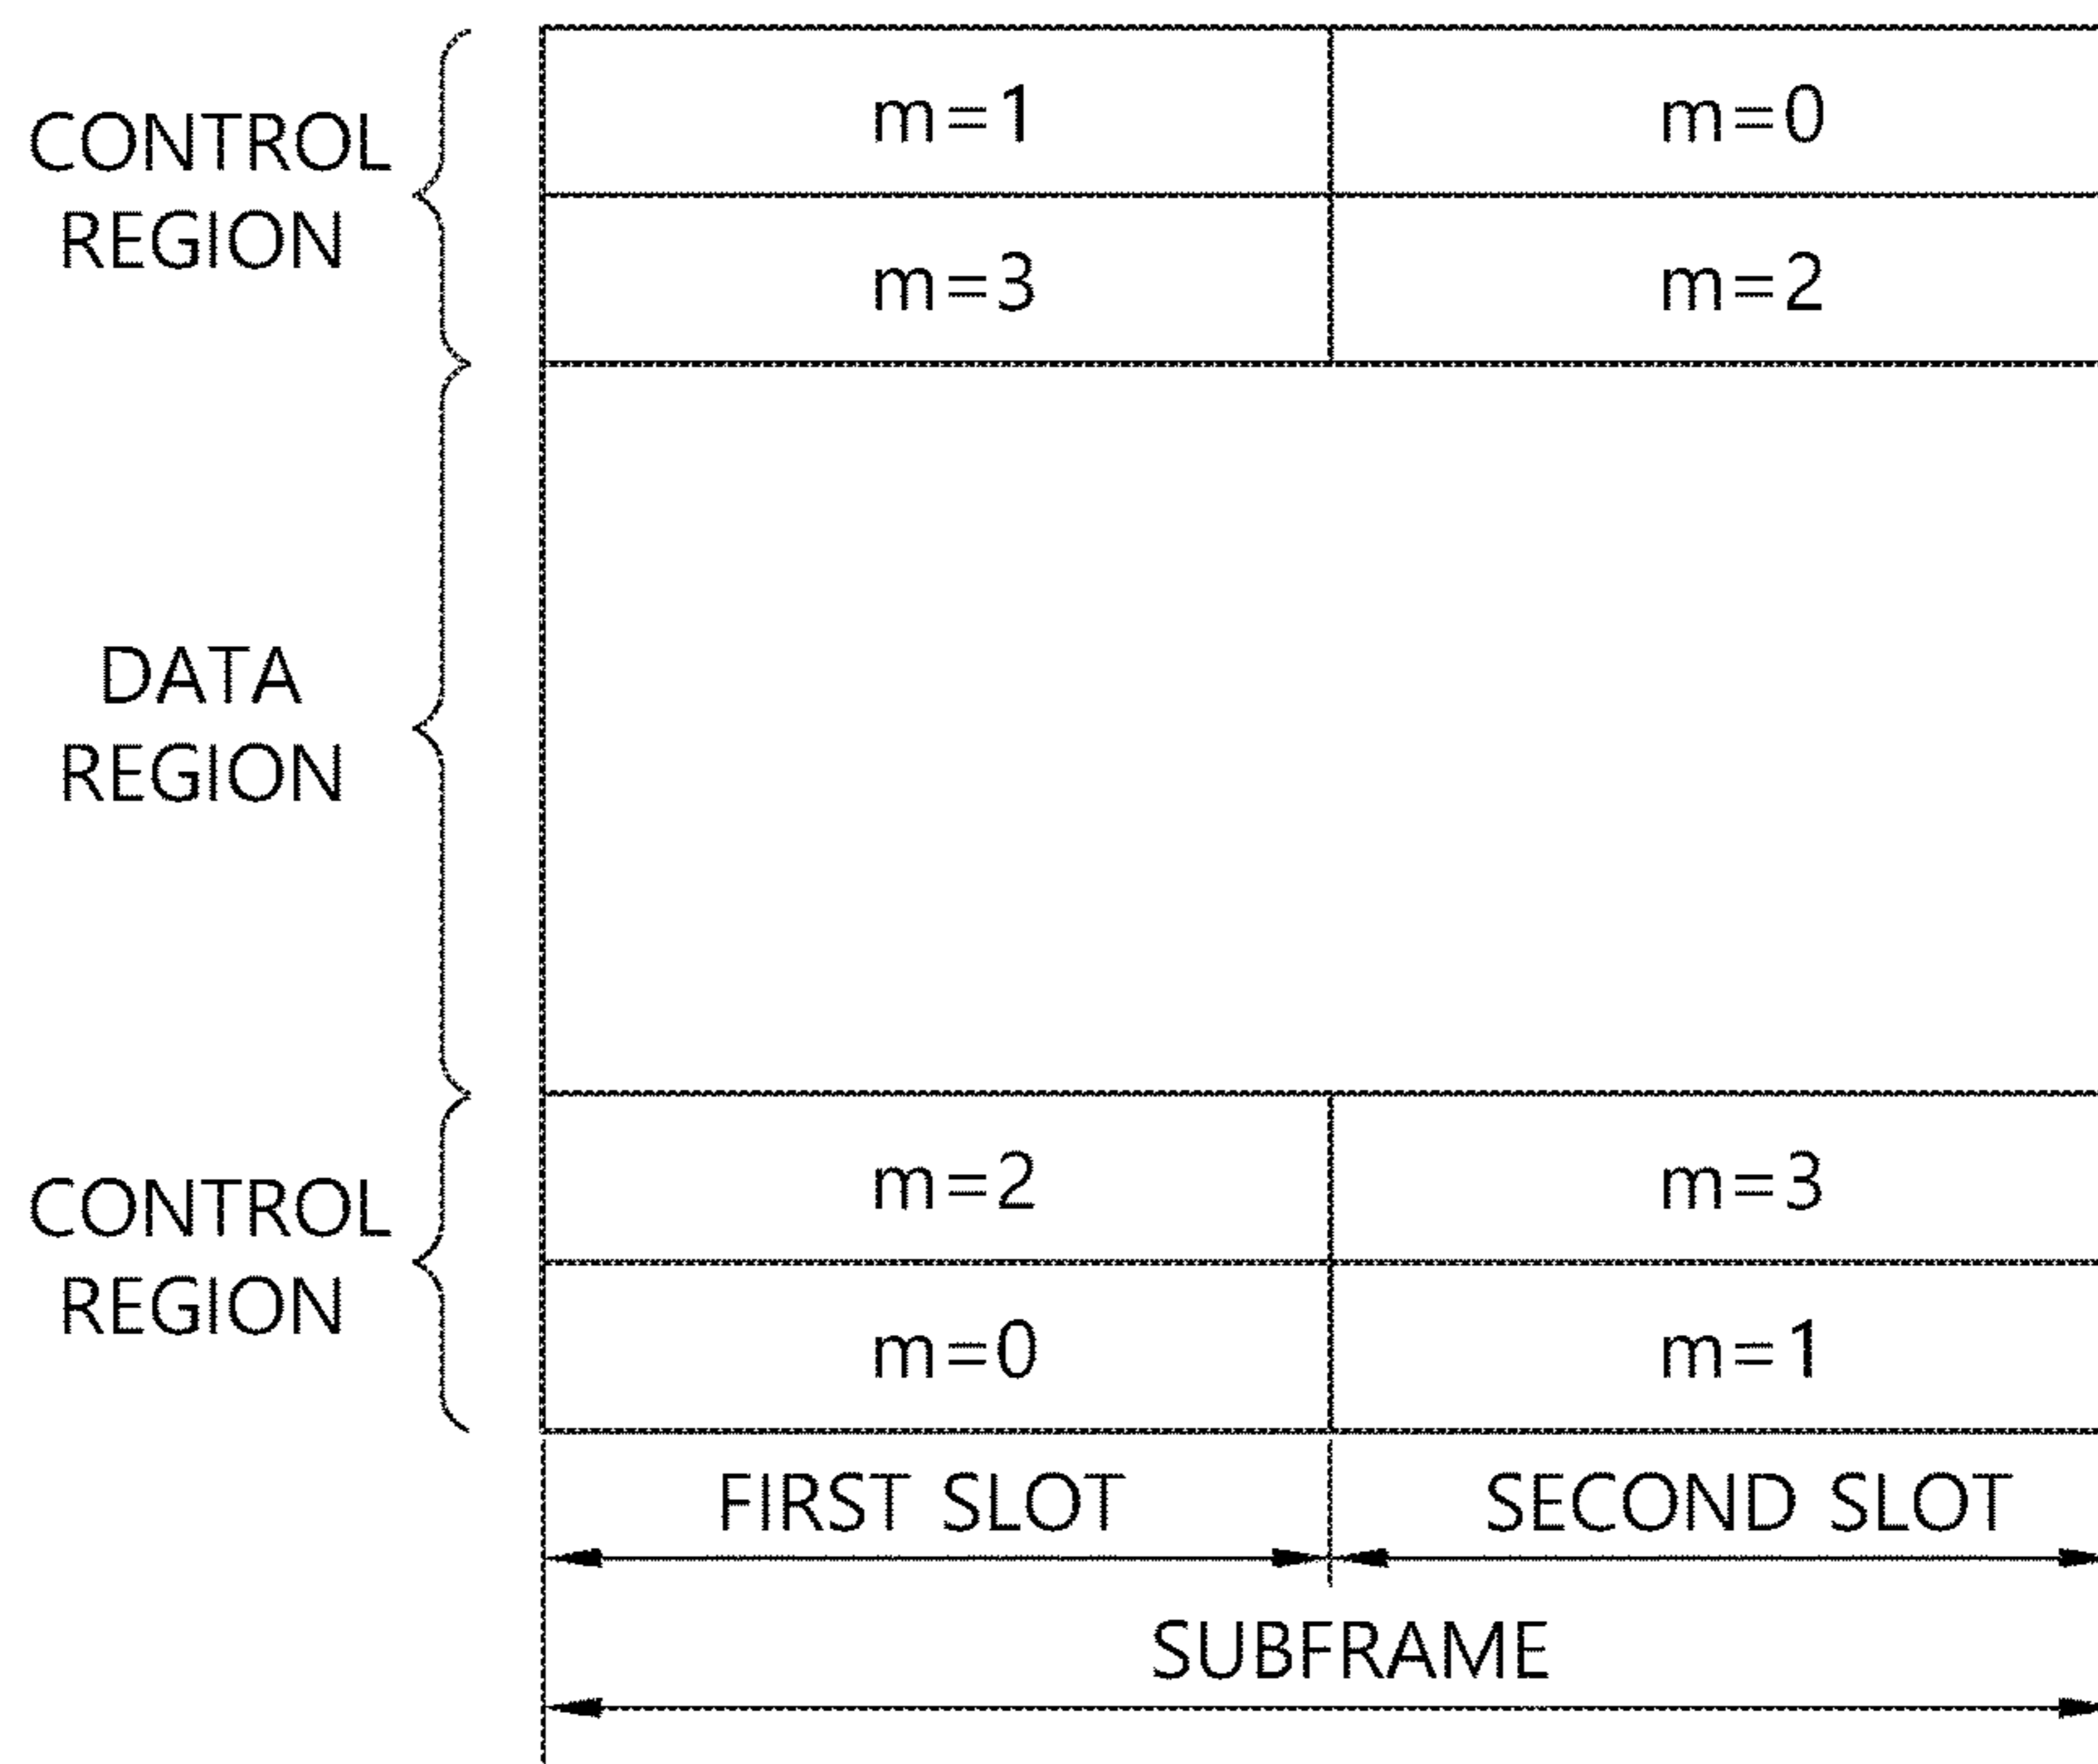 m=1 m=0
CONTROL
REGION
m=3 m=2
DATA
REGION
m=2 m=3
CONTROL
REGION
m=0 m=1
FIRST SLOT SECOND SLOT
SUBFRAME